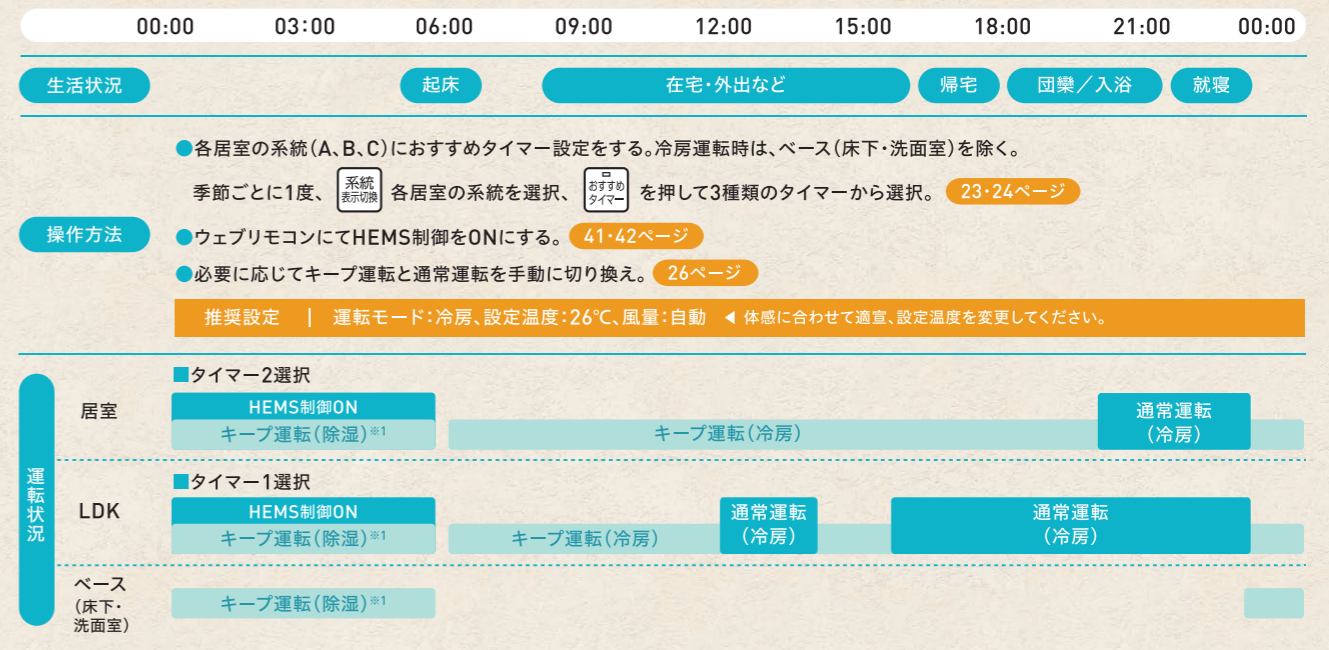 00:00 03:00 06:00 09:00 12:00 15:00 18:00 21:00 00:00
生活状況 起床 在宅・外出など 帰宅 団欒／入浴 就寝
●各居室の系統（A、B、C）におすすめタイマー設定をする。冷房運転時は、ベース（床下・洗面室）を除く。
季節ごとに1度、 系統 表示切換 各居室の系統を選択、 おすすめ タイマー を押して3種類のタイマーから選択。 23・24ページ
操作方法
●ウェブリモコンにてHEMS制御をONにする。 41・42ページ
●必要に応じてキープ運転と通常運転を手動に切り換え。 26ページ
推奨設定 | 運転モード：冷房、設定温度：26℃、風量：自動 ◀ 体感に合わせて適宣、設定温度を変更してください。
運転状況
■タイマー2選択
居室
HEMS制御ON
キープ運転（除湿）※1
キープ運転（冷房）
通常運転
（冷房）
■タイマー1選択
LDK
HEMS制御ON
キープ運転（除湿）※1
キープ運転（冷房）
通常運転
（冷房）
通常運転
（冷房）
ベース
（床下・
洗面室）
キープ運転（除湿）※1